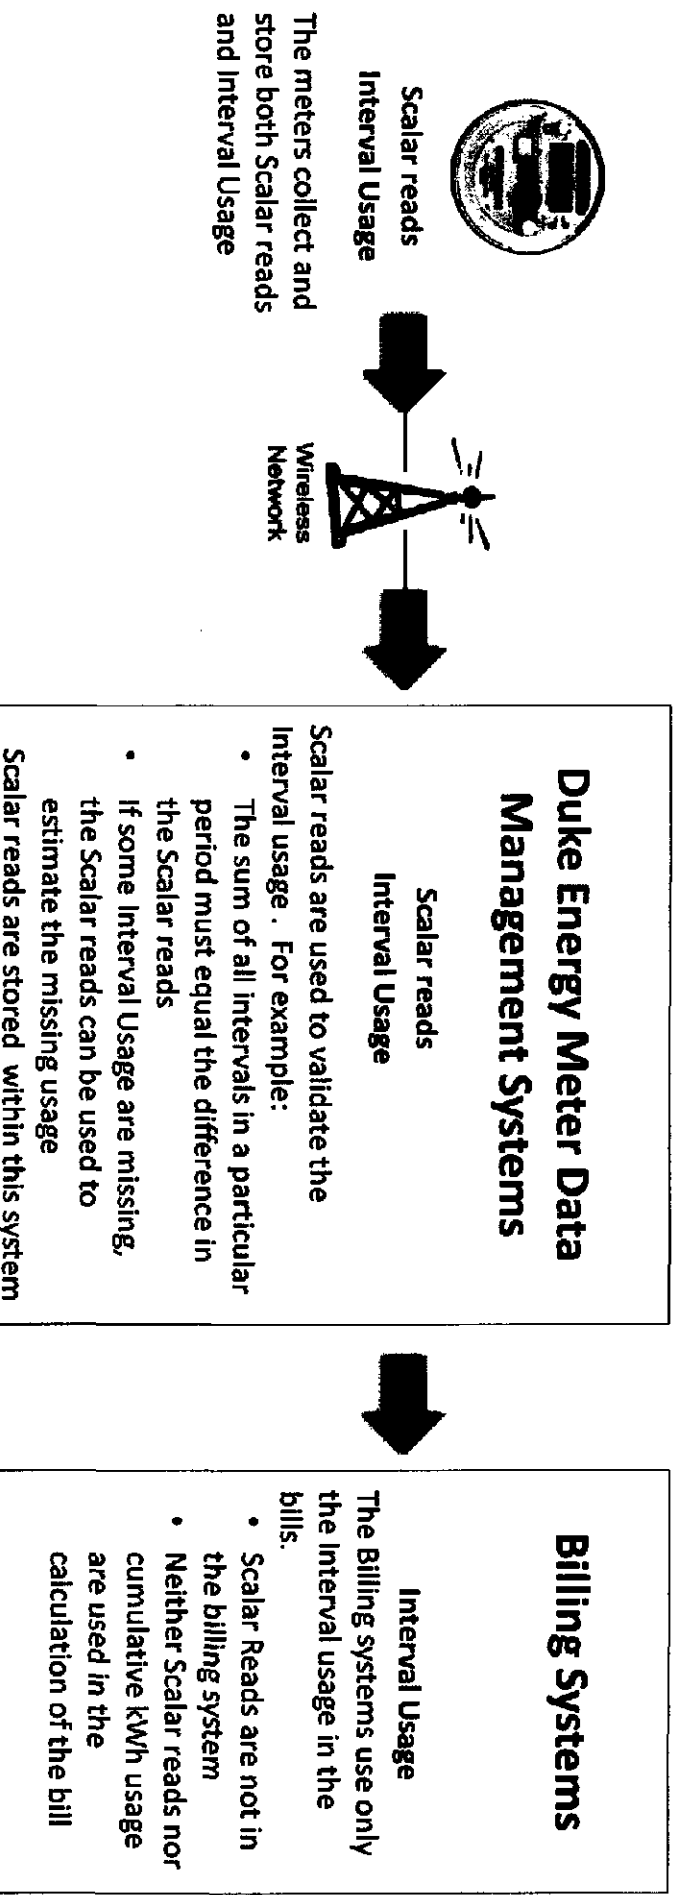 Scalar reads
Interval Usage
The meters collect and
store both Scalar reads
and Interval Usage
Wireless
Network
Duke Energy Meter Data
Management Systems
Scalar reads
Interval Usage
Scalar reads are used to validate the
Interval usage . For example:
• The sum of all intervals in a particular
period must equal the difference in
the Scalar reads
• If some Interval Usage are missing,
the Scalar reads can be used to
estimate the missing usage
Scalar reads are stored within this system
Billing Systems
Interval Usage
The Billing systems use only
the Interval usage in the
bills.
• Scalar Reads are not in
the billing system
• Neither Scalar reads nor
cumulative kWh usage
are used in the
calculation of the bill